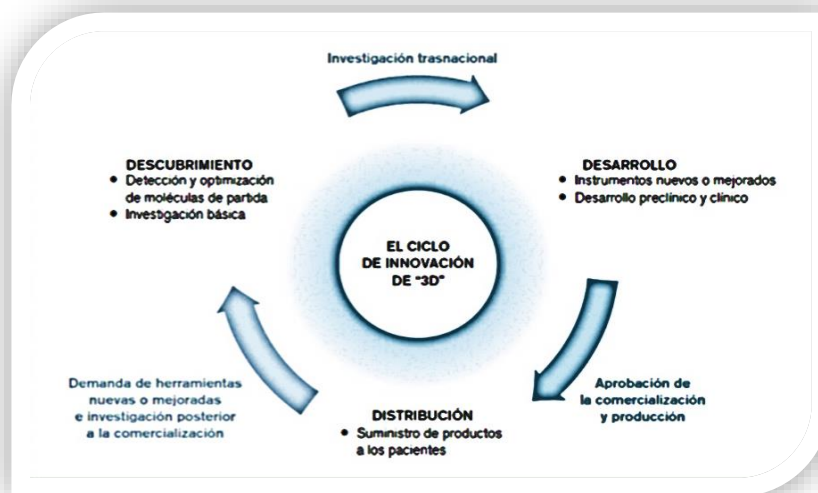 Investigación trasnacional
DESCUBRIMIENTO
• Detección y optimización
de moléculas de partida
• Investigación básica
DESARROLLO
• Instrumentos nuevos o mejorados
• Desarrollo preclínico y clínico
EL CICLO
DE INNOVACIÓN
DE "3D"
Demanda de herramientas
nuevas o mejoradas
e investigación posterior
a la comercialización
DISTRIBUCIÓN
• Suministro de productos
a los pacientes
Aprobación de
la comercialización
y producción